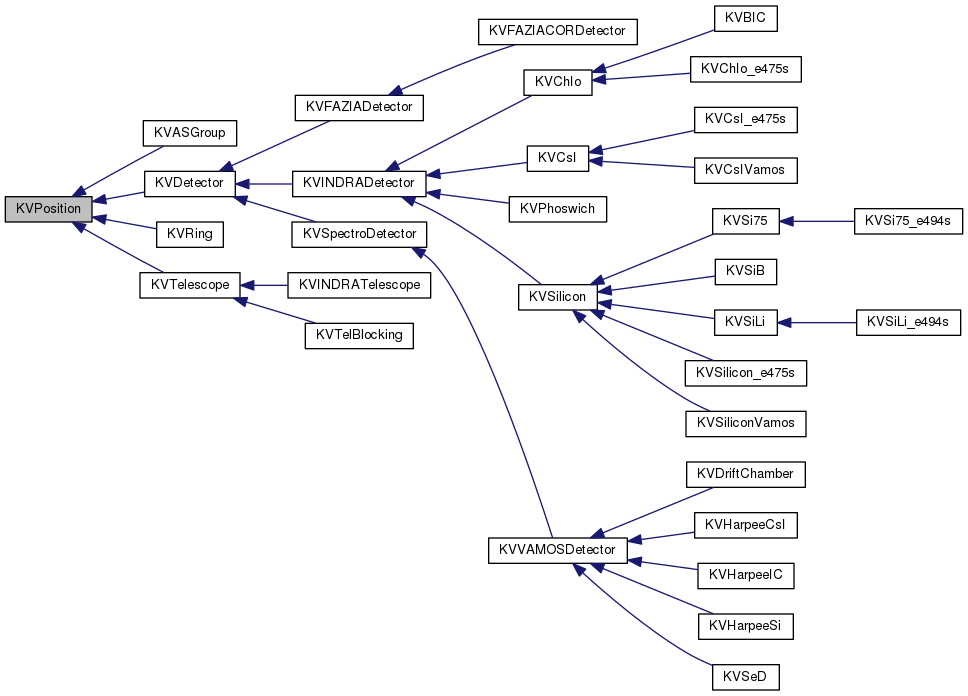 KVBIC
KVFAZIACORDetector
KVChIo_e475s
KVChIo
KVFAZIADetector
KVCsI_e475s
KVASGroup
KVCsI
KVCsIVamos
KVDetector
KVINDRADetector
KVPosition
KVPhoswich
KVSi75
KVSi75_e494s
KVRing
KVSpectroDetector
KVSiB
KVTelescope
KVINDRATelescope
KVSilicon
KVSiLi
KVSiLi_e494s
KVTelBlocking
KVSilicon_e475s
KVSiliconVamos
KVDriftChamber
KVHarpeeCsI
KVVAMOSDetector
KVHarpeeIC
KVHarpeeSi
KVSeD